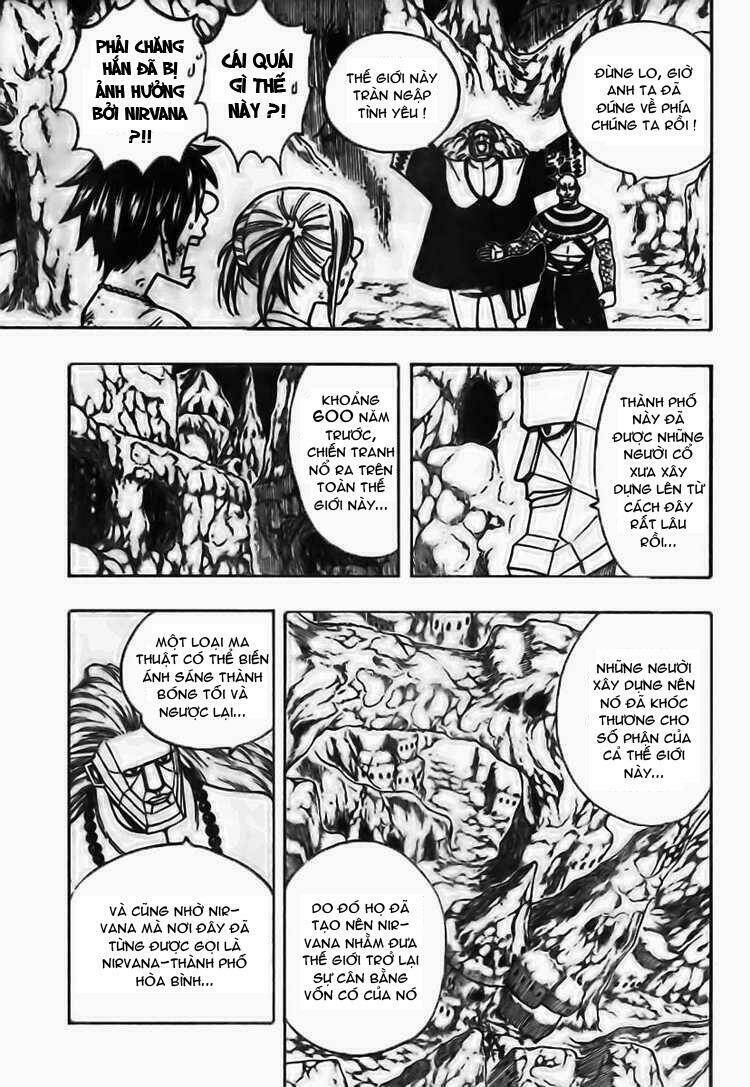 ĐỪNG LO, GIỜ
ANH TA ĐÃ
ĐỨNG VỀ PHÍA
CHÚNG TA RỒI !
THẾ GIỚI NÀY
TRÀN NGẬP
TÌNH YÊU !
CÁI QUÁI
GÌ THẾ
NÀY ?!
PHẢI CHĂNG
HẮN ĐÃ BỊ
ẢNH HƯỞNG
BỞI NIRVANA
?!!
THÀNH PHỐ
NÀY ĐÃ
ĐƯỢC NHỮNG
NGƯỜI CỔ
XƯA XÂY
DỰNG LÊN TỪ
CÁCH ĐÂY
RẤT LÂU
RỒI...
KHOẢNG
600 NĂM
TRƯỚC,
CHIẾN TRANH
NỔ RA TRÊN
TOÀN THẾ
GIỚI NÀY...
NHỮNG NGƯỜI
XÂY DỰNG NÊN
NÓ ĐÃ KHÓC
THƯƠNG CHO
SỐ PHẬN CỦA
CẢ THẾ GIỚI
NÀY...
DO ĐÓ HỌ ĐÃ
TẠO NÊN NIR-
VANA NHẰM ĐƯA
THẾ GIỚI TRỞ LẠI
SỰ CÂN BẰNG
VỐN CÓ CỦA NÓ
MỘT LOẠI MA
THUẬT CÓ THỂ BIẾN
ÁNH SÁNG THÀNH
BÓNG TỐI VÀ
NGƯỢC LẠI...
VÀ CŨNG NHỜ NIR-
VANA MÀ NƠI ĐÂY ĐÃ
TỪNG ĐƯỢC GỌI LÀ
NIRVANA-THÀNH PHỐ
HÒA BÌNH...